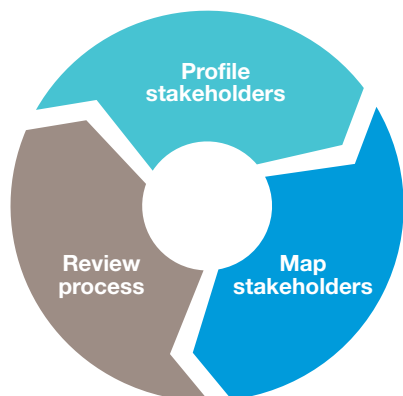 Profile
stakeholders
Map
stakeholders
Review
process